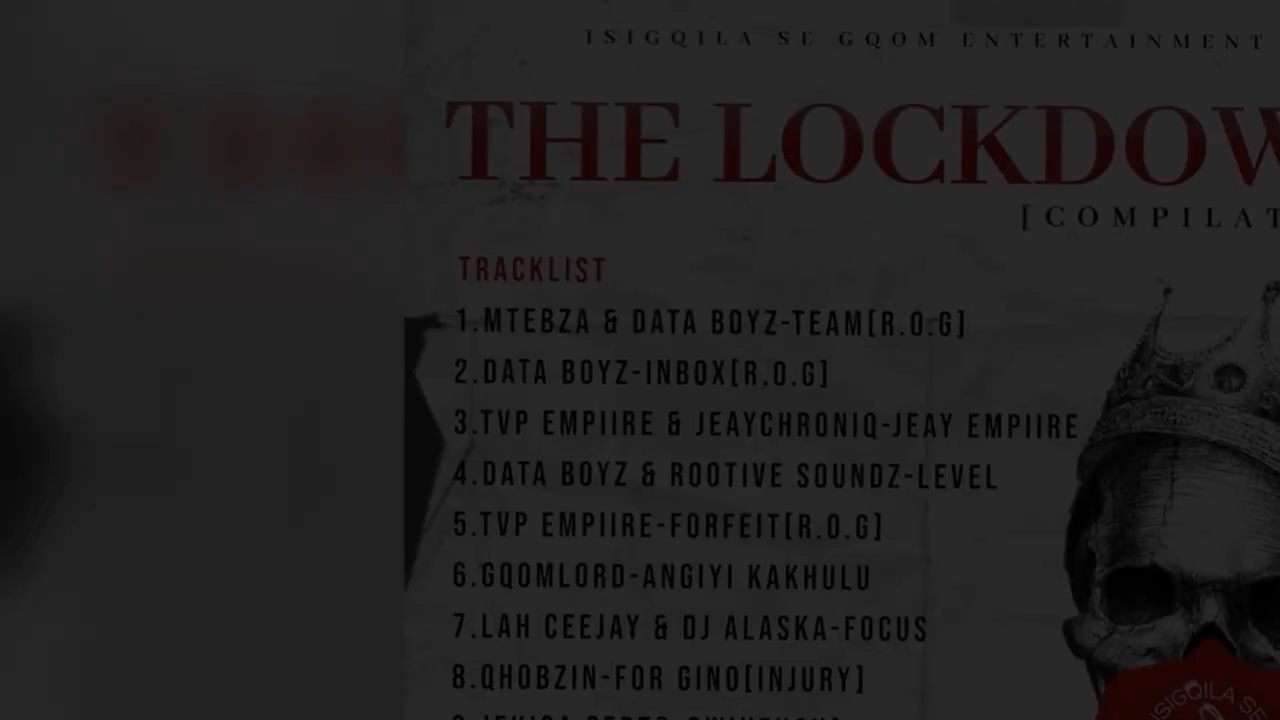 ISIGQILA SE GQOM ENTERTAINMENT
THE LOCKDOW
[COMPILAT
TRACKLIST
1.MTEBZA & DATA BOYZ-TEAM[R.O.G]
2.DATA BOYZ-INBOX[R.O.G]
3.TVP EMPIIRE & JEAYCHRONIQ-JEAY EMPIIRE
4.DATA BOYZ & ROOTIVE SOUNDZ-LEVEL
5.TVP EMPIIRE-FORFEIT[R.O.G]
6.GQOMLORD-ANGIYI KAKHULU
7.LAH CEEJAY & DJ ALASKA-FOCUS
8.QHOBZIN-FOR GINO[INJURY]
ISIGQILA SE